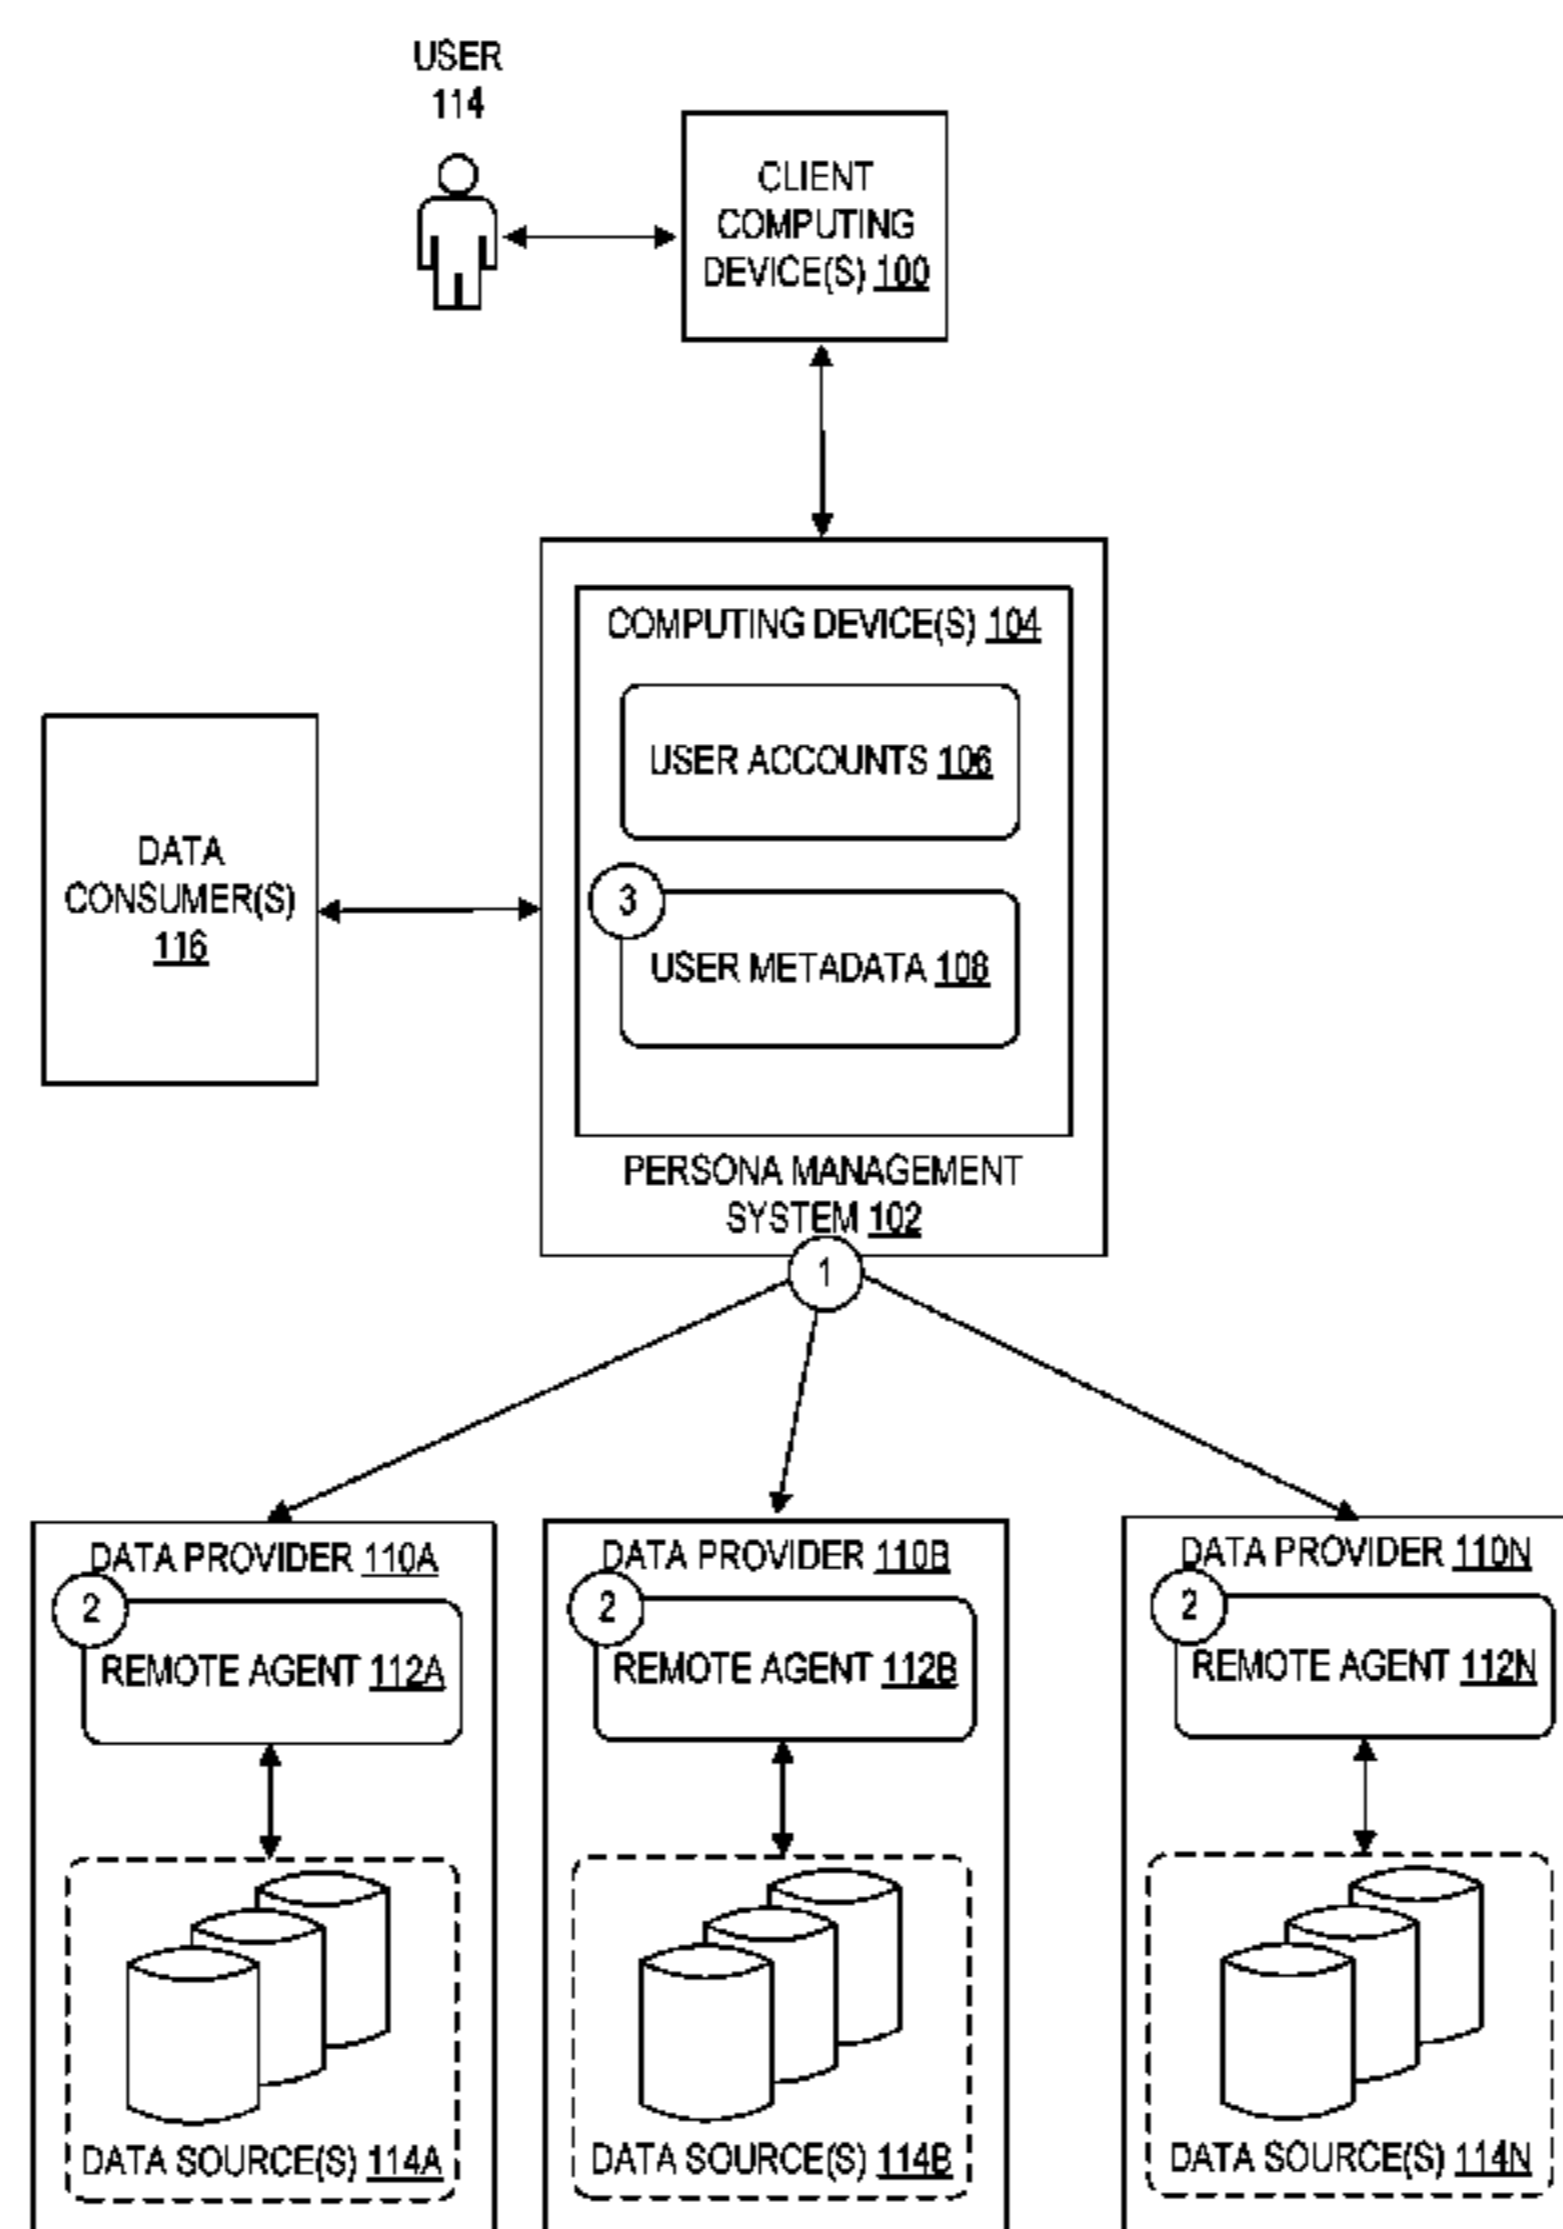 USER
114
CLIENT
COMPUTING
DEVICE(S) 100
COMPUTING DEVICE(S) 104
USER ACCOUNTS 106
DATA
CONSUMER(S)
116
3
USER METADATA 108
PERSONA MANAGEMENT
SYSTEM 102
1
DATA PROVIDER 110A
2
REMOTE AGENT 112A
DATA SOURCE(S) 114A
DATA PROVIDER 110B
2
REMOTE AGENT 112B
DATA SOURCE(S) 114B
DATA PROVIDER 110N
2
REMOTE AGENT 112N
DATA SOURCE(S) 114N